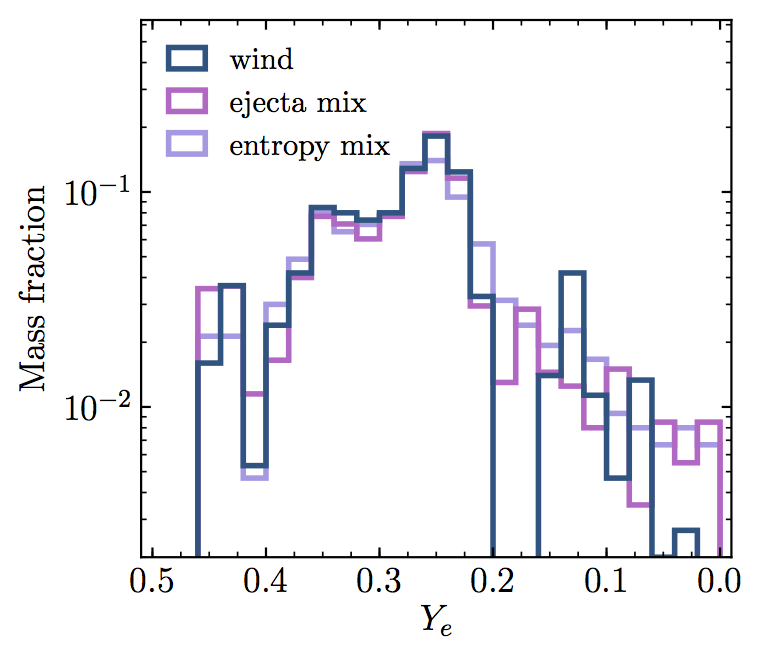 wind
ejecta mix
entropy mix
Mass fraction
10⁻¹
10⁻²
0.5 0.4 0.3 0.2 0.1 0.0
Yₑ